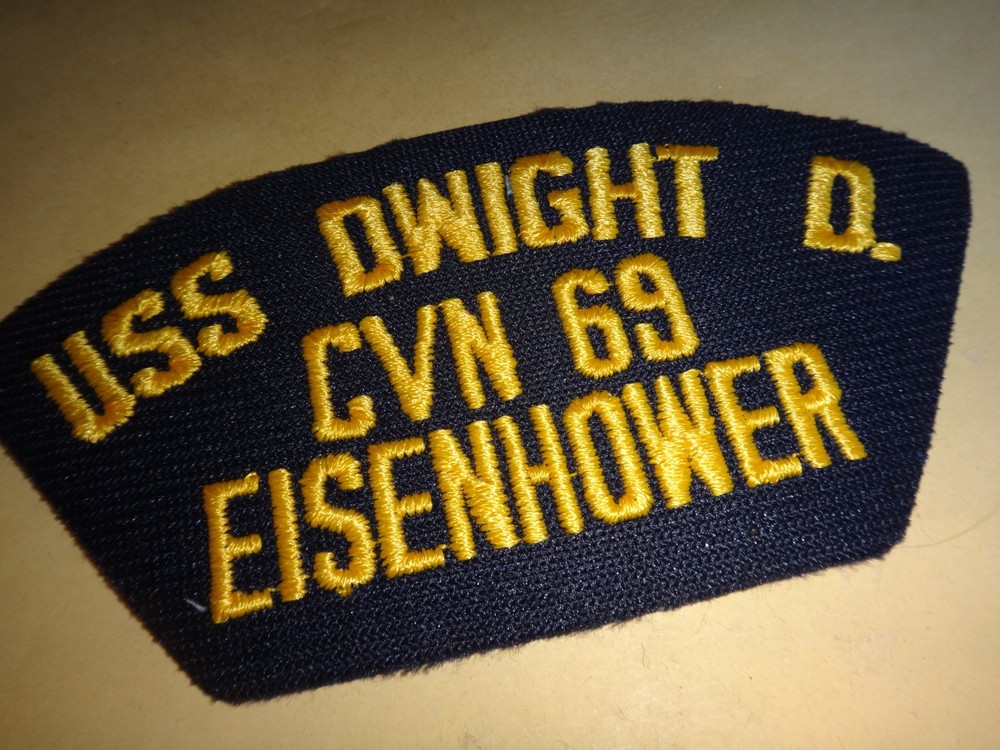 USS DWIGHT D.
CVN 69
EISENHOWER